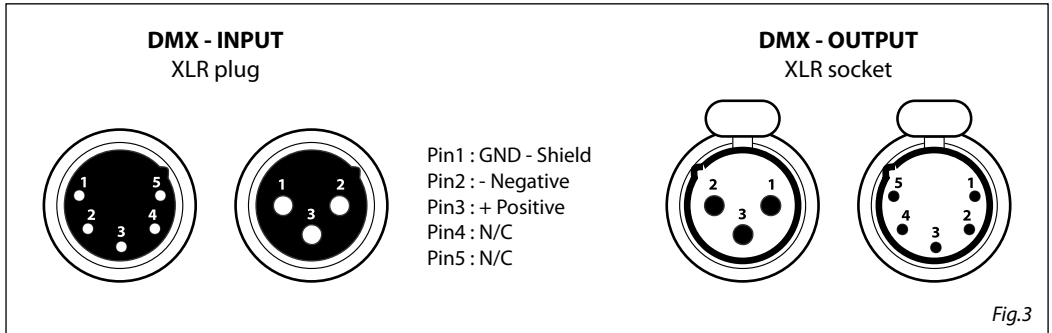 DMX - INPUT
XLR plug
1 5
2 4
3
1 2
3
Pin1 : GND - Shield
Pin2 : - Negative
Pin3 : + Positive
Pin4 : N/C
Pin5 : N/C
DMX - OUTPUT
XLR socket
2 1
3
5 1
4 2
3
Fig.3